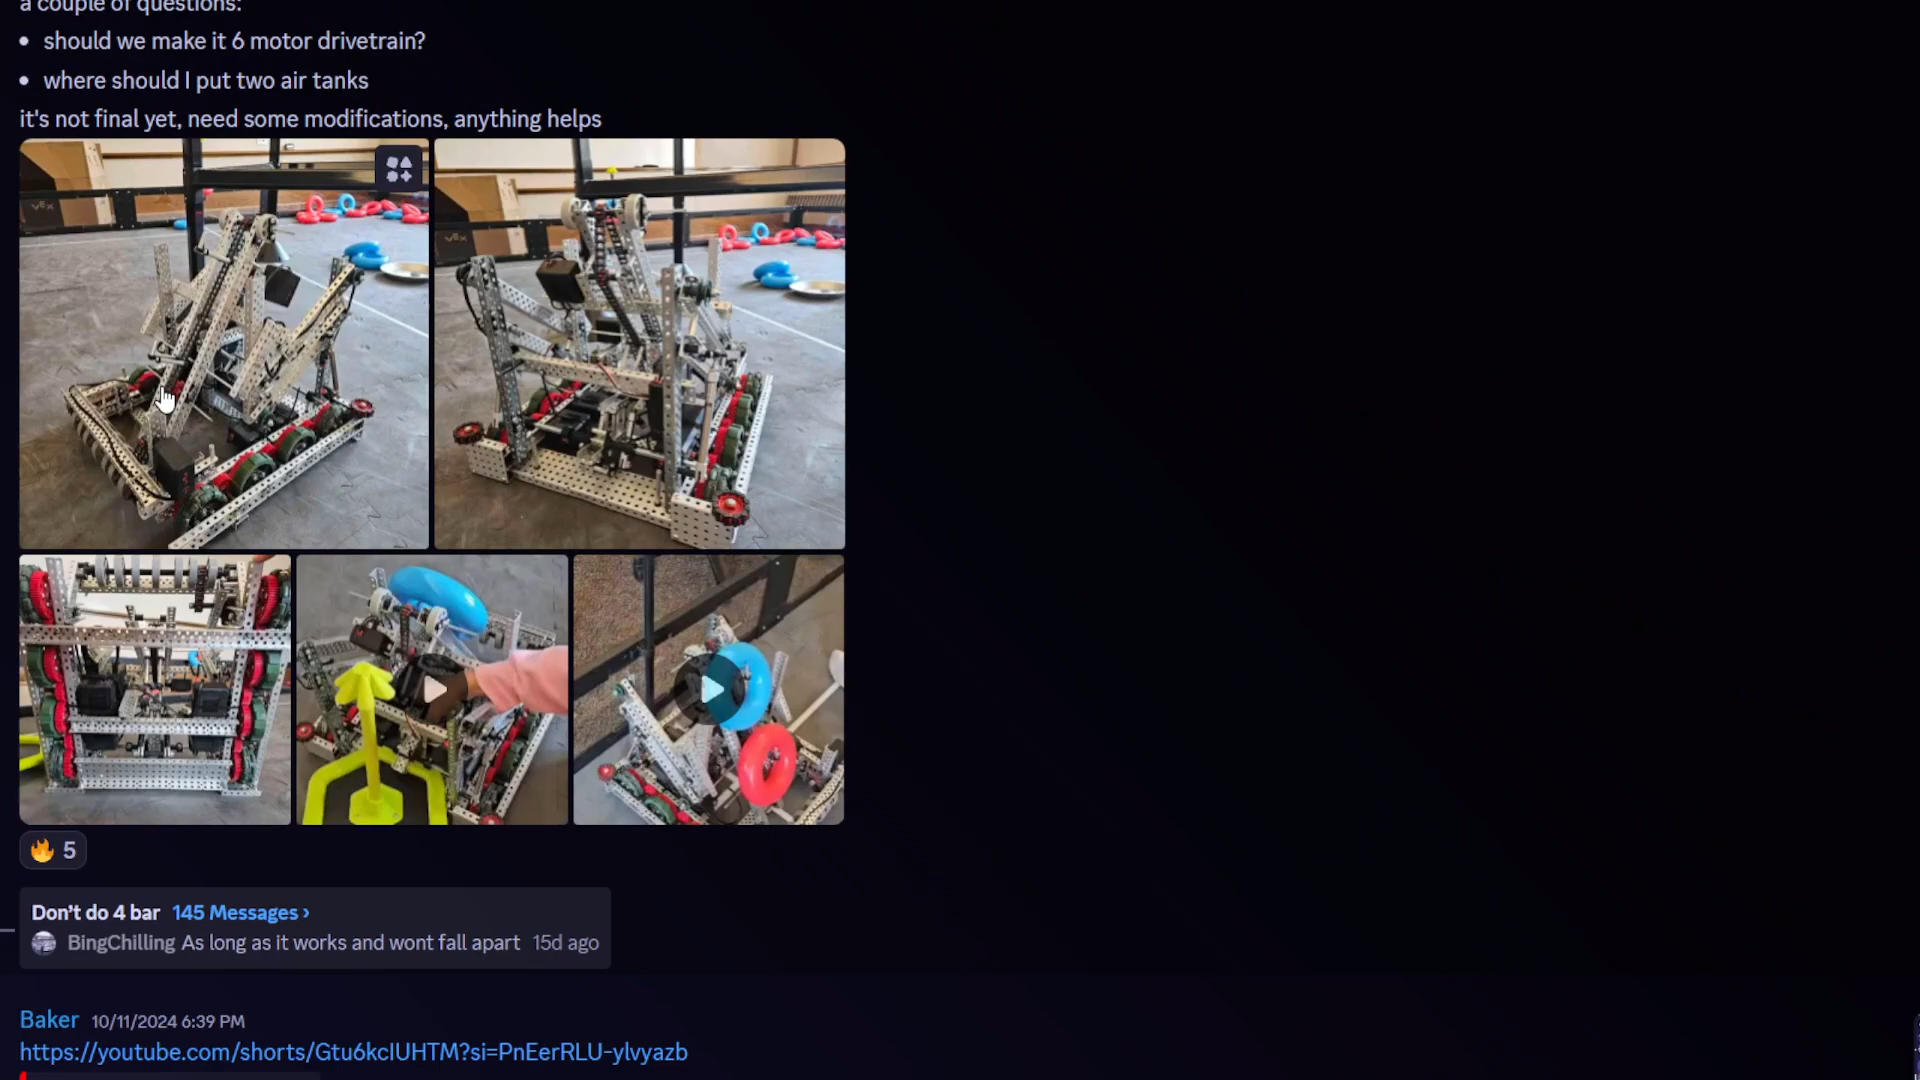 a couple of questions:
• should we make it 6 motor drivetrain?
• where should I put two air tanks
it's not final yet, need some modifications, anything helps
VEX
VEX
🔥 5
Don't do 4 bar 145 Messages ›
BingChilling As long as it works and wont fall apart 15d ago
Baker 10/11/2024 6:39 PM
https://youtube.com/shorts/Gtu6kcIUHTM?si=PnEerRLU-ylvyazb